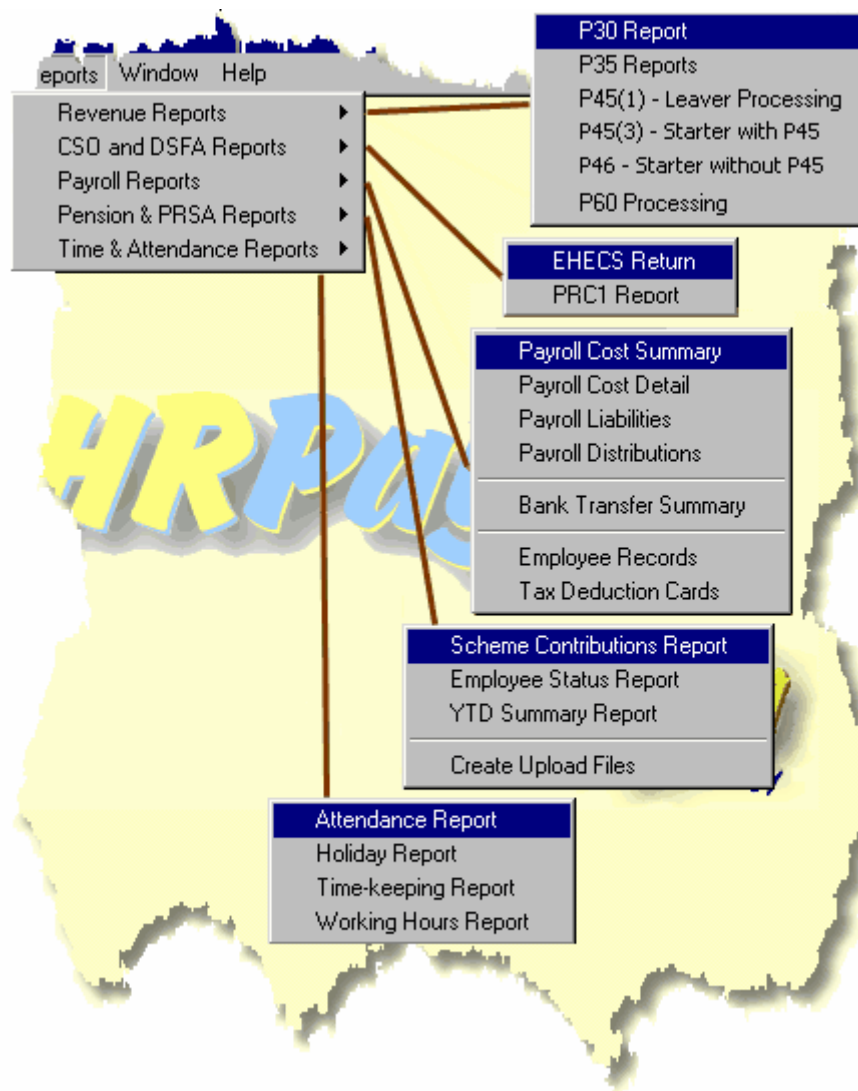 eports Window Help
Revenue Reports
CSO and DSFA Reports
Payroll Reports
Pension & PRSA Reports
Time & Attendance Reports
P30 Report
P35 Reports
P45(1) - Leaver Processing
P45(3) - Starter with P45
P46 - Starter without P45
P60 Processing
EHECS Return
PRC1 Report
Payroll Cost Summary
Payroll Cost Detail
Payroll Liabilities
Payroll Distributions
Bank Transfer Summary
Employee Records
Tax Deduction Cards
HRPay
Scheme Contributions Report
Employee Status Report
YTD Summary Report
Create Upload Files
Attendance Report
Holiday Report
Time-keeping Report
Working Hours Report